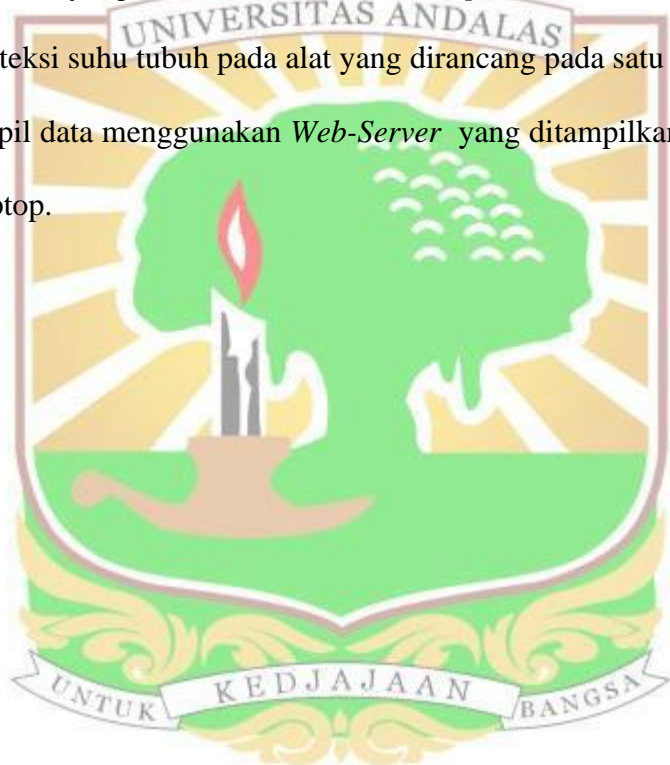 UNIVERSITAS ANDALAS
teksi suhu tubuh pada alat yang dirancang pada satu
pil data menggunakan Web-Server yang ditampilkan
ptop.
UNTUK KEDJAJAAN BANGSA